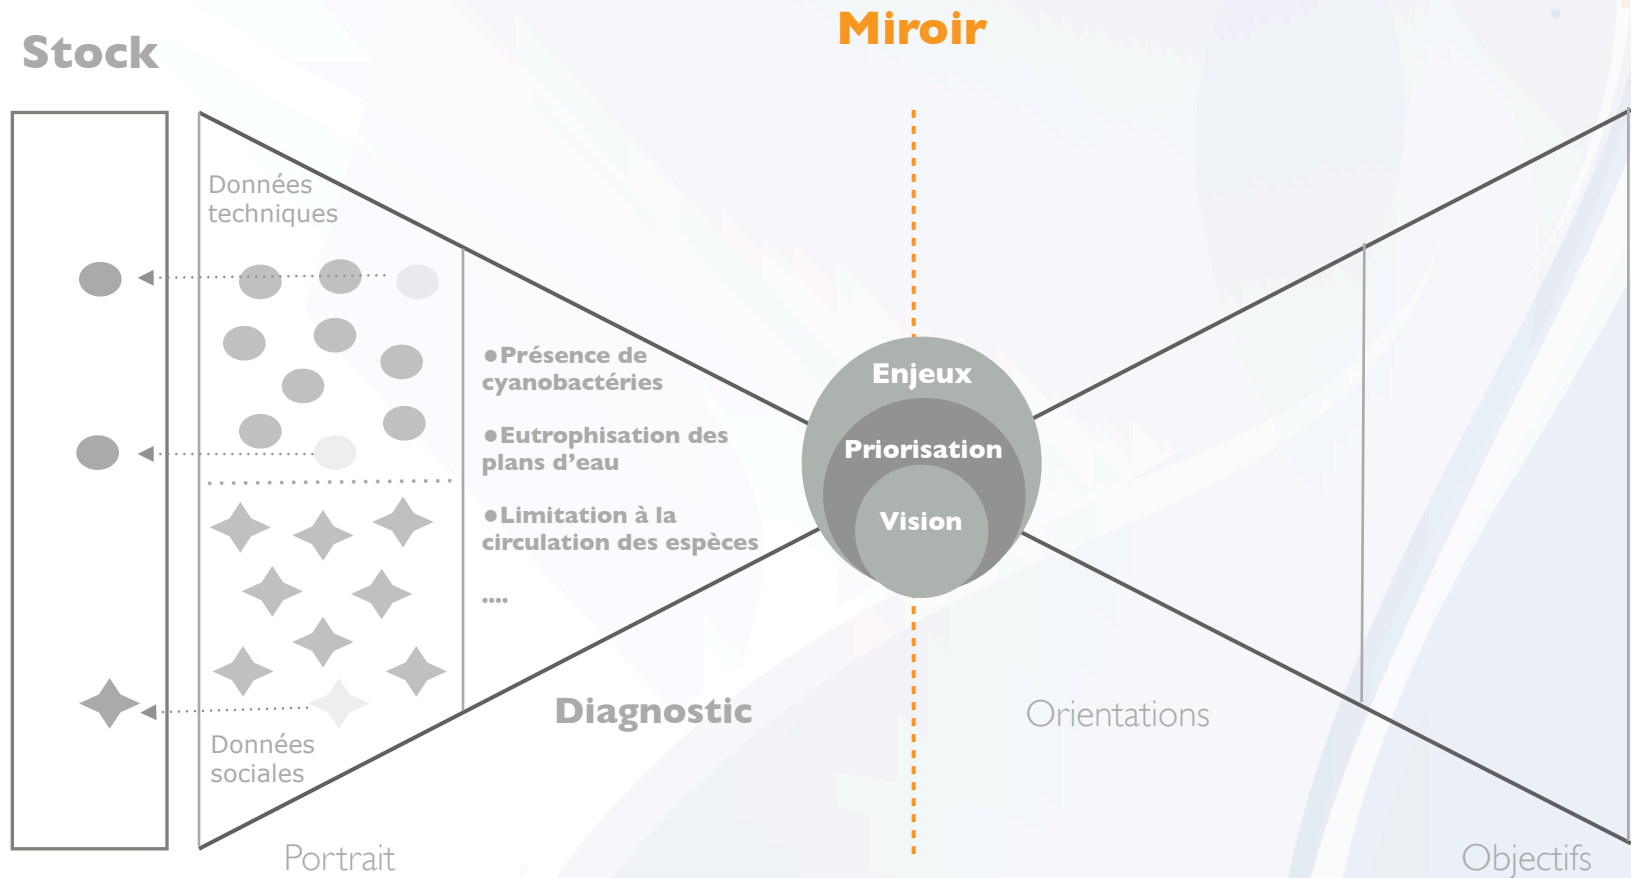 Miroir
Stock
Données
techniques
●Présence de
cyanobactéries
●Eutrophisation des
plans d’eau
●Limitation à la
circulation des espèces
....
Enjeux
Priorisation
Vision
Diagnostic
Orientations
Données
sociales
Portrait
Objectifs